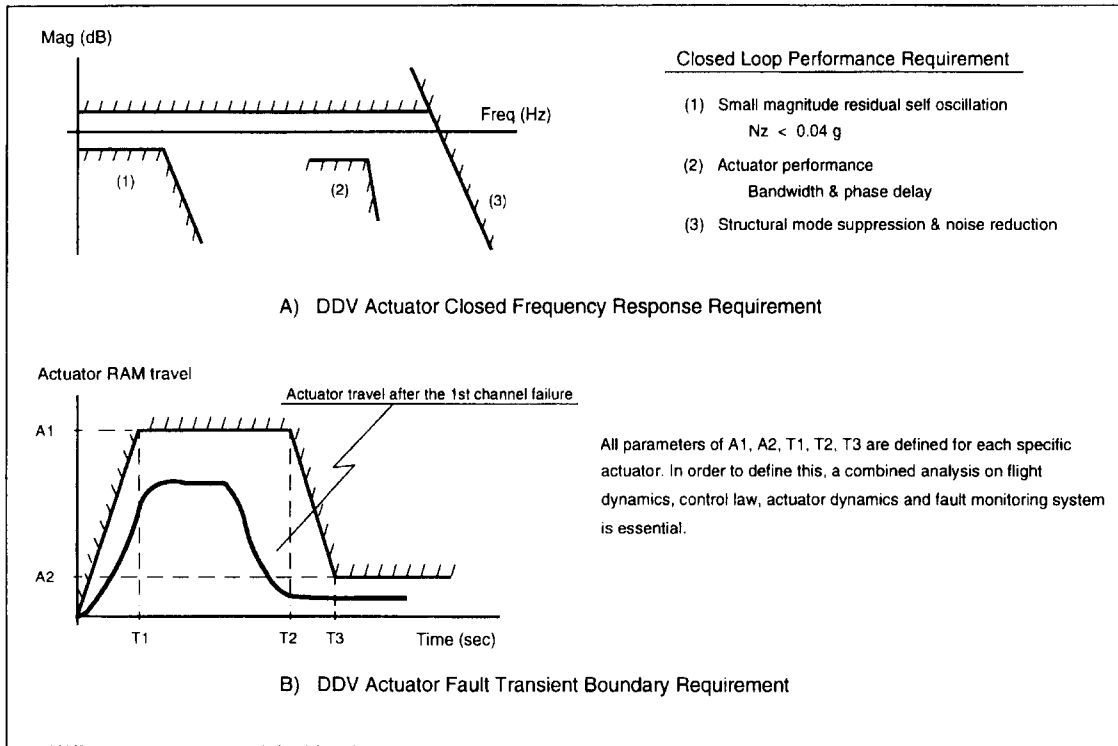 Mag (dB)
Freq (Hz)
(1)
(2)
(3)
Closed Loop Performance Requirement
(1) Small magnitude residual self oscillation
Nz < 0.04 g
(2) Actuator performance
Bandwidth & phase delay
(3) Structural mode suppression & noise reduction
A) DDV Actuator Closed Frequency Response Requirement
Actuator RAM travel
Actuator travel after the 1st channel failure
A1
A2
T1
T2
T3
Time (sec)
All parameters of A1, A2, T1, T2, T3 are defined for each specific
actuator. In order to define this, a combined analysis on flight
dynamics, control law, actuator dynamics and fault monitoring system
is essential.
B) DDV Actuator Fault Transient Boundary Requirement